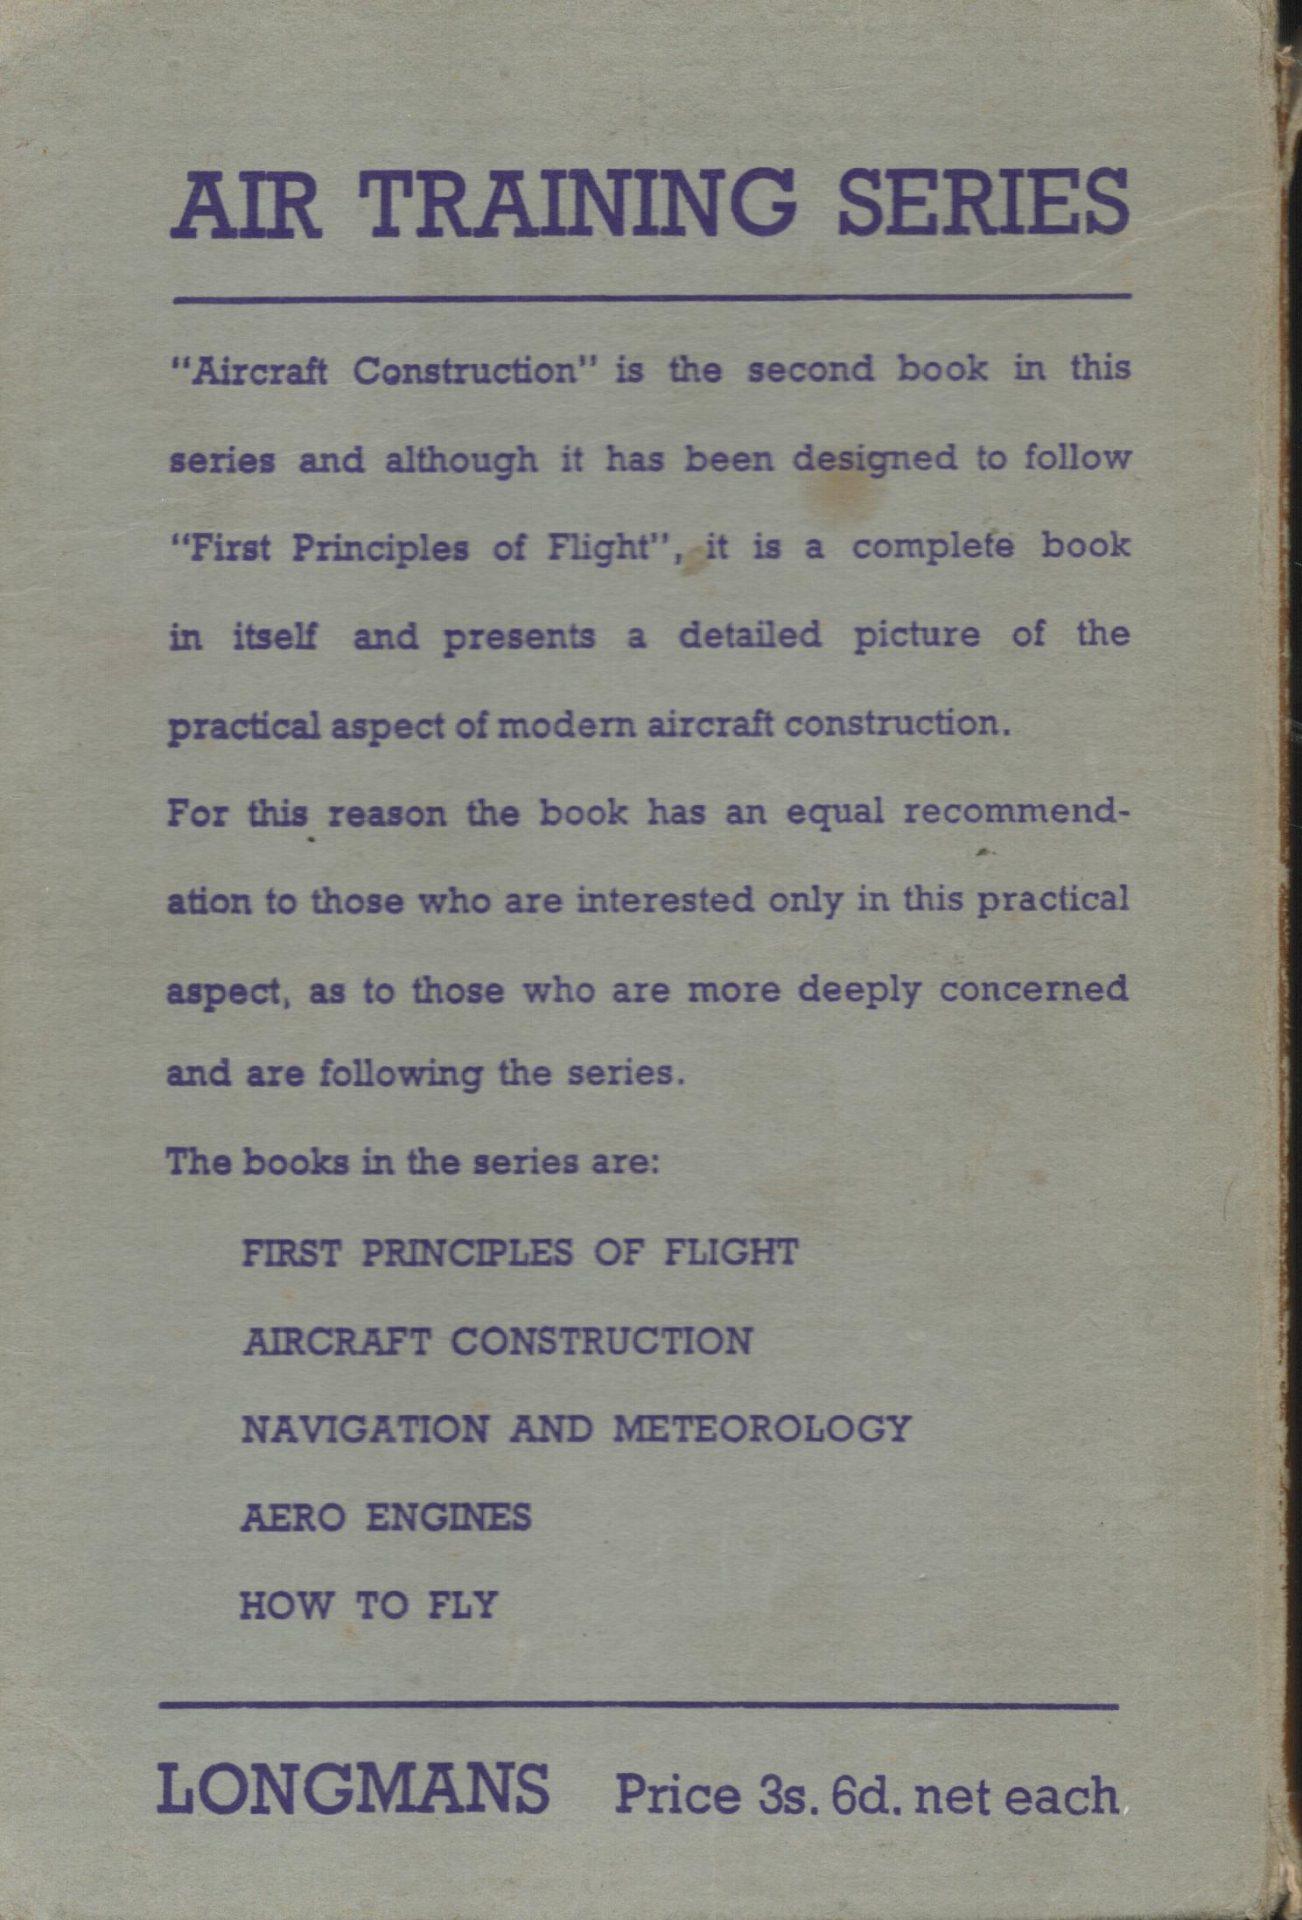 AIR TRAINING SERIES
"Aircraft Construction" is the second book in this
series and although it has been designed to follow
"First Principles of Flight", it is a complete book
in itself and presents a detailed picture of the
practical aspect of modern aircraft construction.
For this reason the book has an equal recommend-
ation to those who are interested only in this practical
aspect, as to those who are more deeply concerned
and are following the series.
The books in the series are:
FIRST PRINCIPLES OF FLIGHT
AIRCRAFT CONSTRUCTION
NAVIGATION AND METEOROLOGY
AERO ENGINES
HOW TO FLY
LONGMANS Price 3s. 6d. net each.